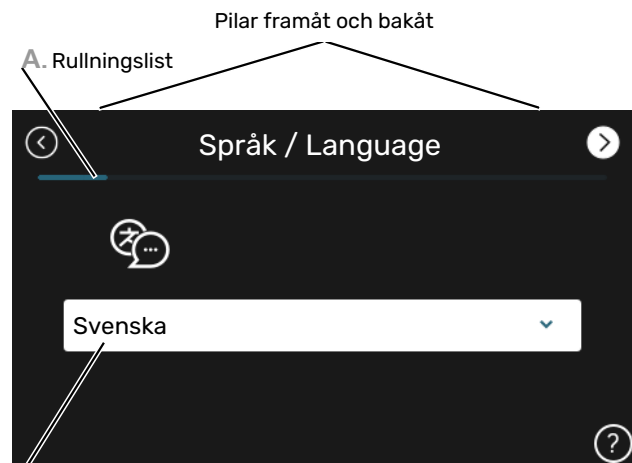 Pilar framåt och bakåt
A. Rullningslist
Språk / Language
Svenska
?